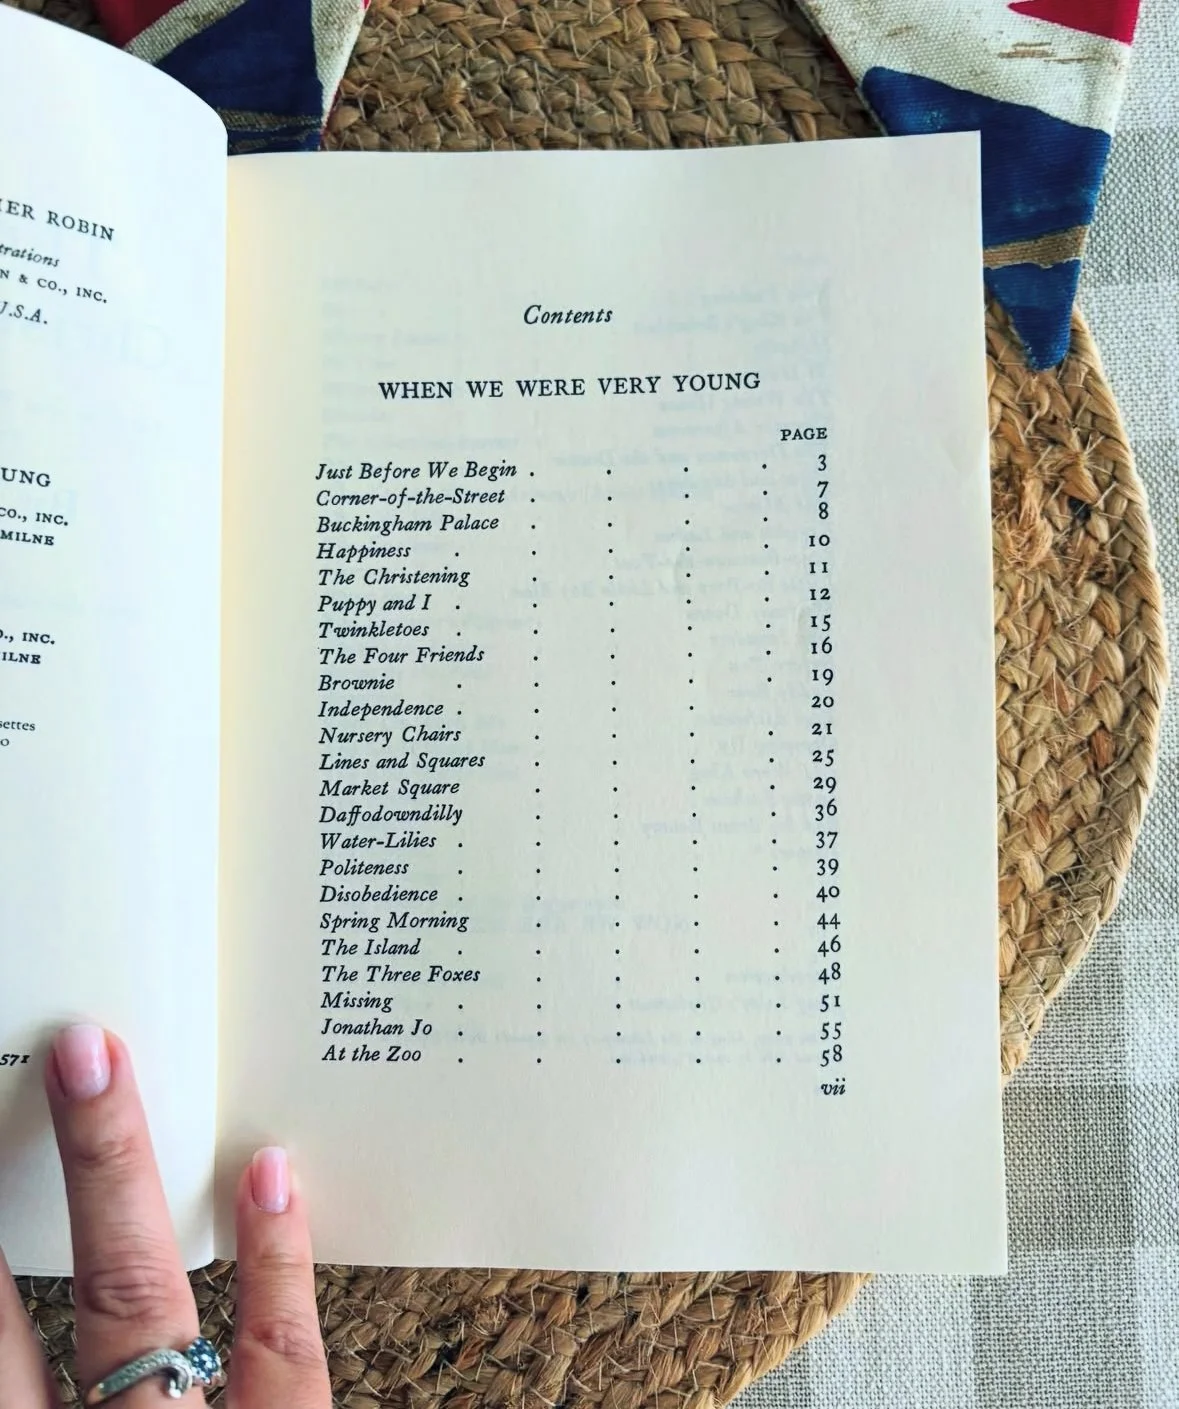 ER ROBIN
trations
N & CO., INC.
U.S.A.
UNG
CO., INC.
MILNE
O., INC.
ILNE
settes
571
Contents
WHEN WE WERE VERY YOUNG
PAGE
Just Before We Begin . . . . 3
Corner-of-the-Street . . . . 7
Buckingham Palace . . . . 8
Happiness . . . . . 10
The Christening . . . . 11
Puppy and I . . . . . 12
Twinkletoes . . . . . 15
The Four Friends . . . . 16
Brownie . . . . . 19
Independence . . . . . 20
Nursery Chairs . . . . 21
Lines and Squares . . . . 25
Market Square . . . . 29
Daffodowndilly . . . . 36
Water-Lilies . . . . . 37
Politeness . . . . . 39
Disobedience . . . . . 40
Spring Morning . . . . 44
The Island . . . . . 46
The Three Foxes . . . . 48
Missing . . . . . 51
Jonathan Jo . . . . . 55
At the Zoo . . . . . 58
vii